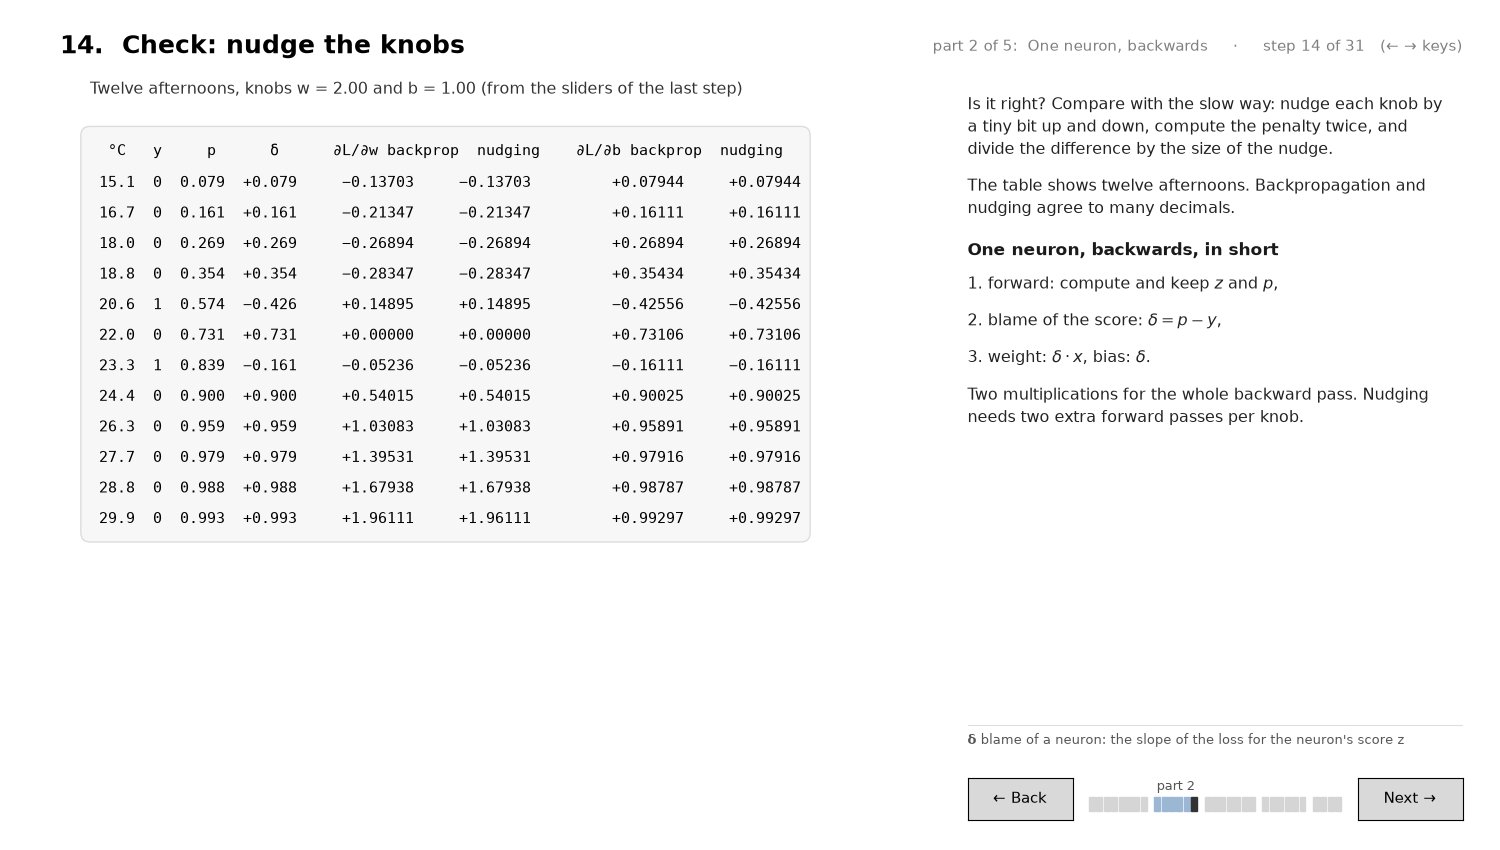 14. Check: nudge the knobs
part 2 of 5: One neuron, backwards · step 14 of 31 (← → keys)
Twelve afternoons, knobs w = 2.00 and b = 1.00 (from the sliders of the last step)
°C y p δ ∂L/∂w backprop nudging ∂L/∂b backprop nudging
15.1 0 0.079 +0.079 −0.13703 −0.13703 +0.07944 +0.07944
16.7 0 0.161 +0.161 −0.21347 −0.21347 +0.16111 +0.16111
18.0 0 0.269 +0.269 −0.26894 −0.26894 +0.26894 +0.26894
18.8 0 0.354 +0.354 −0.28347 −0.28347 +0.35434 +0.35434
20.6 1 0.574 −0.426 +0.14895 +0.14895 −0.42556 −0.42556
22.0 0 0.731 +0.731 +0.00000 +0.00000 +0.73106 +0.73106
23.3 1 0.839 −0.161 −0.05236 −0.05236 −0.16111 −0.16111
24.4 0 0.900 +0.900 +0.54015 +0.54015 +0.90025 +0.90025
26.3 0 0.959 +0.959 +1.03083 +1.03083 +0.95891 +0.95891
27.7 0 0.979 +0.979 +1.39531 +1.39531 +0.97916 +0.97916
28.8 0 0.988 +0.988 +1.67938 +1.67938 +0.98787 +0.98787
29.9 0 0.993 +0.993 +1.96111 +1.96111 +0.99297 +0.99297
Is it right? Compare with the slow way: nudge each knob by
a tiny bit up and down, compute the penalty twice, and
divide the difference by the size of the nudge.
The table shows twelve afternoons. Backpropagation and
nudging agree to many decimals.
One neuron, backwards, in short
1. forward: compute and keep z and p,
2. blame of the score: δ = p − y,
3. weight: δ · x, bias: δ.
Two multiplications for the whole backward pass. Nudging
needs two extra forward passes per knob.
δ blame of a neuron: the slope of the loss for the neuron's score z
part 2
← Back
Next →